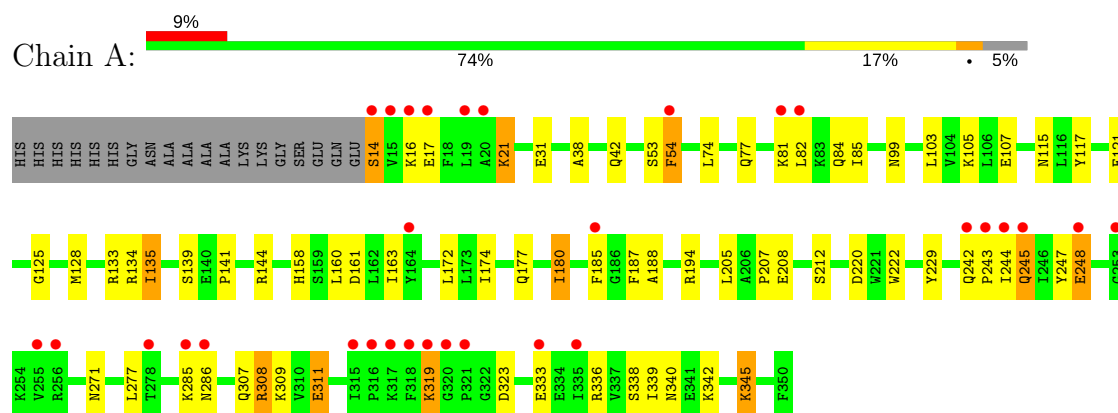 9%
Chain A:
74% 17% • 5%
HIS HIS HIS HIS HIS HIS GLY ASN ALA ALA ALA ALA LYS LYS GLY SER GLU GLN GLU S14 V15 K16 E17 F18 L19 A20 K21 E31 A38 Q42 S53 F54 L74 Q77 K81 L82 K83 Q84 I85 N99 L103 V104 K105 L106 E107 N115 L116 Y117
G125 M128 R133 R134 I135 S139 E140 P141 R144 H158 S159 L160 D161 L162 I163 Y164 L172 L173 I174 Q177 I180 F185 G186 F187 A188 R194 L205 A206 P207 E208 S212 D220 W221 W222 Y229 Q242 P243 I244 Q245 I246 Y247 E248 G253
K254 V255 R256 N271 L277 T278 K285 N286 Q307 R308 K309 V310 E311 I315 P316 K317 F318 K319 G320 P321 G322 D323 E333 E334 I335 R336 V337 S338 I339 N340 E341 K342 K345 F350